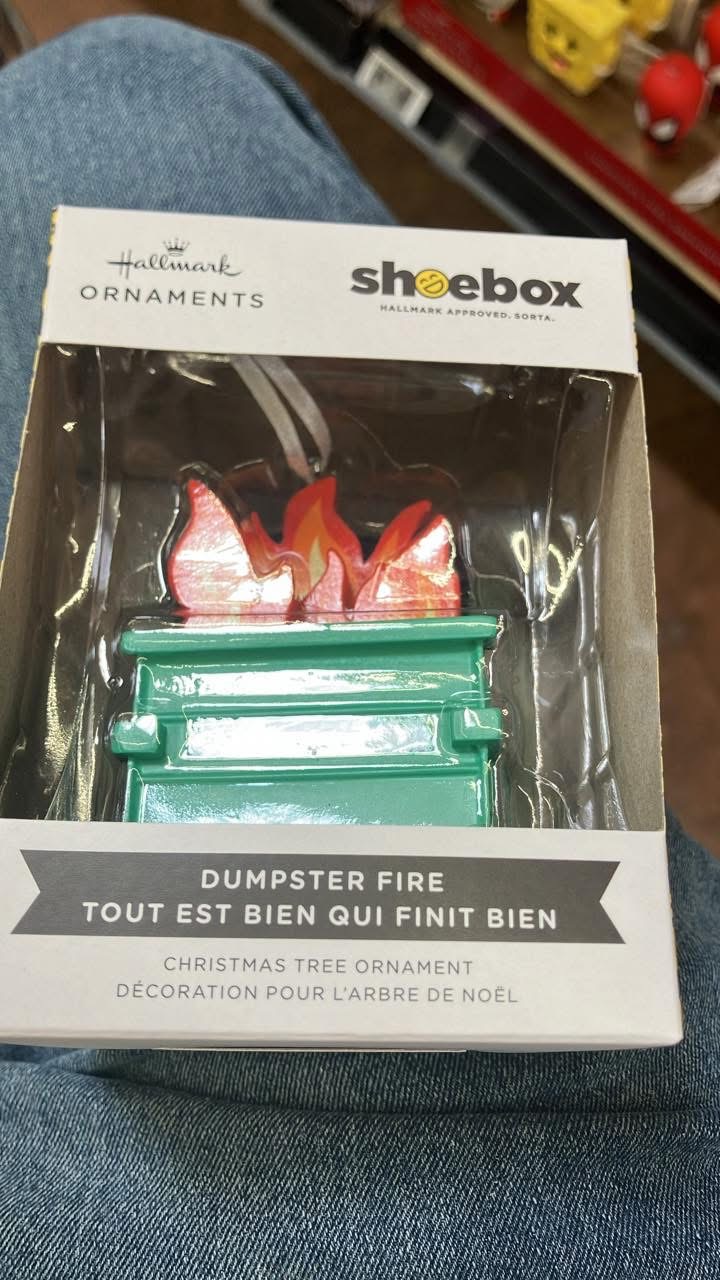 Hallmark
ORNAMENTS
shoebox
HALLMARK APPROVED. SORTA.
DUMPSTER FIRE
TOUT EST BIEN QUI FINIT BIEN
CHRISTMAS TREE ORNAMENT
DÉCORATION POUR L'ARBRE DE NOËL